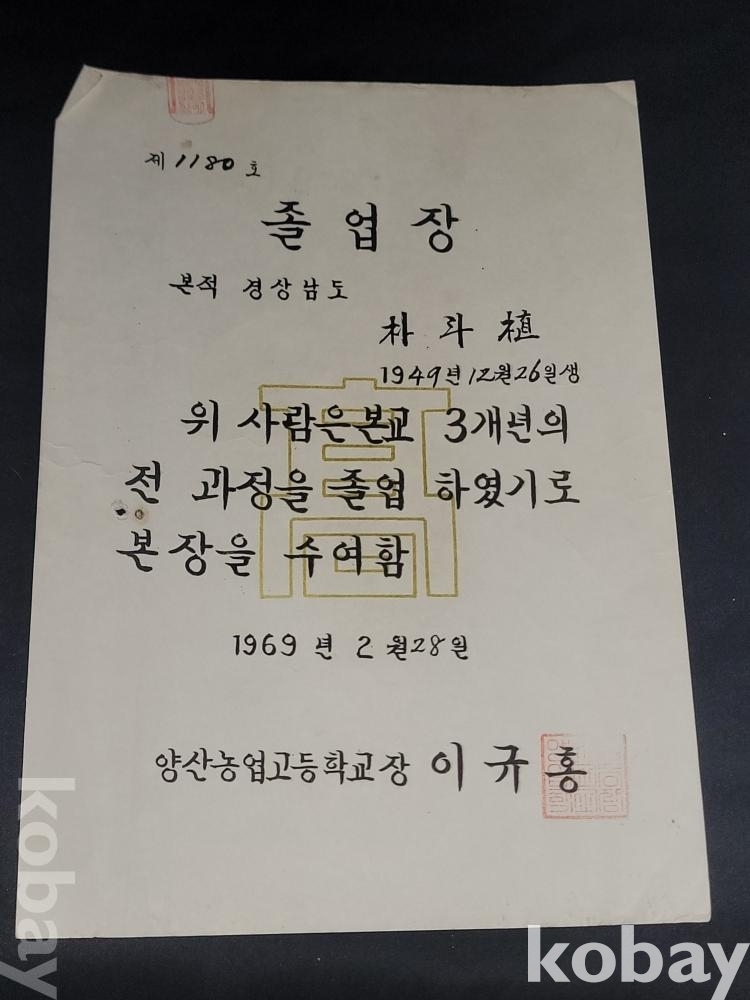 제 1180 호
졸업장
본적 경상남도
朴斗植
1949년 12월 26일생
위 사람은 본교 3개년의
전 과정을 졸업 하였기로
본장을 수여함
1969 년 2 월 28 일
양산농업고등학교장 이규홍
kobay
kobay